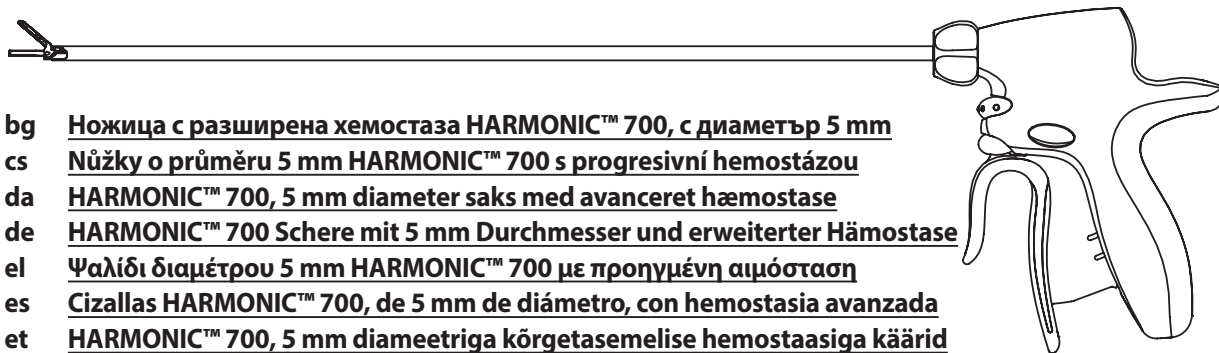 bg Ножица с разширена хемостаза HARMONIC™ 700, с диаметър 5 mm
cs Nůžky o průměru 5 mm HARMONIC™ 700 s progresivní hemostázou
da HARMONIC™ 700, 5 mm diameter saks med avanceret hæmostase
de HARMONIC™ 700 Schere mit 5 mm Durchmesser und erweiterter Hämostase
el Ψαλίδι διαμέτρου 5 mm HARMONIC™ 700 με προηγμένη αιμόσταση
es Cizallas HARMONIC™ 700, de 5 mm de diámetro, con hemostasia avanzada
et HARMONIC™ 700, 5 mm diameetriga kõrgetasemelise hemostaasiga käärid